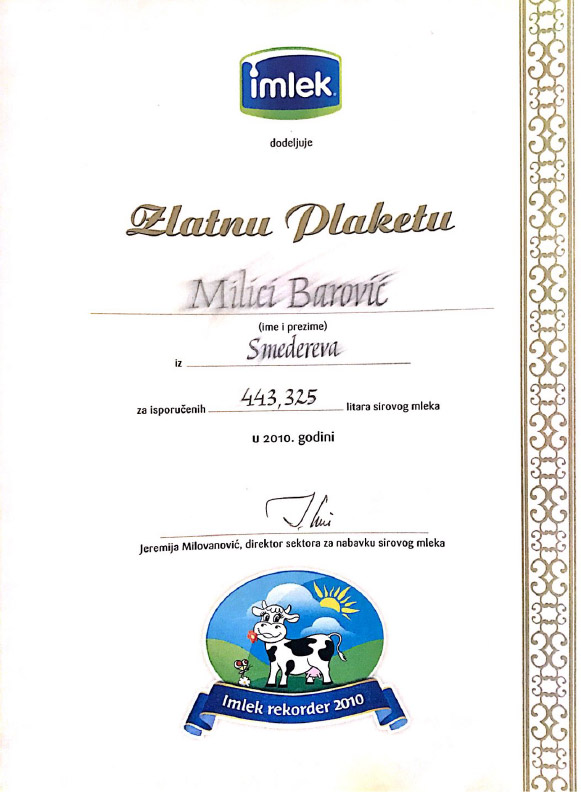 imlek
dodeljuje
Zlatnu Plaketu
Milici Barović
(ime i prezime)
iz Smedereva
za isporučenih 443,325 litara sirovog mleka
u 2010. godini
Jeremija Milovanović, direktor sektora za nabavku sirovog mleka
Imlek rekorder 2010